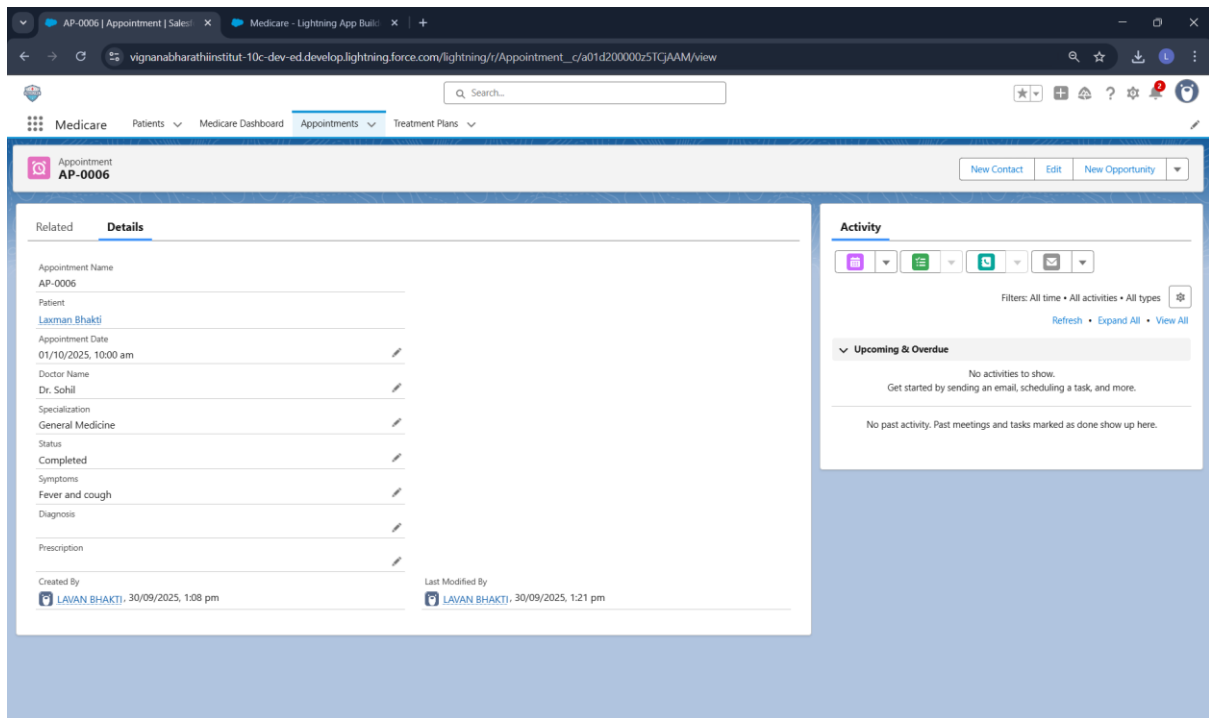 AP-0006 | Appointment | Salesf
Medicare - Lightning App Build
vignanabharathiinstitut-10c-dev-ed.develop.lightning.force.com/lightning/r/Appointment__c/a01d200000z5TCjAAM/view
L
Search...
2
Medicare Patients Medicare Dashboard Appointments Treatment Plans
Appointment
AP-0006
New Contact Edit New Opportunity
Related Details
Appointment Name
AP-0006
Patient
Laxman Bhakti
Appointment Date
01/10/2025, 10:00 am
Doctor Name
Dr. Sohil
Specialization
General Medicine
Status
Completed
Symptoms
Fever and cough
Diagnosis
Prescription
Created By
LAVAN BHAKTI, 30/09/2025, 1:08 pm
Last Modified By
LAVAN BHAKTI, 30/09/2025, 1:21 pm
Activity
Filters: All time • All activities • All types
Refresh • Expand All • View All
Upcoming & Overdue
No activities to show.
Get started by sending an email, scheduling a task, and more.
No past activity. Past meetings and tasks marked as done show up here.